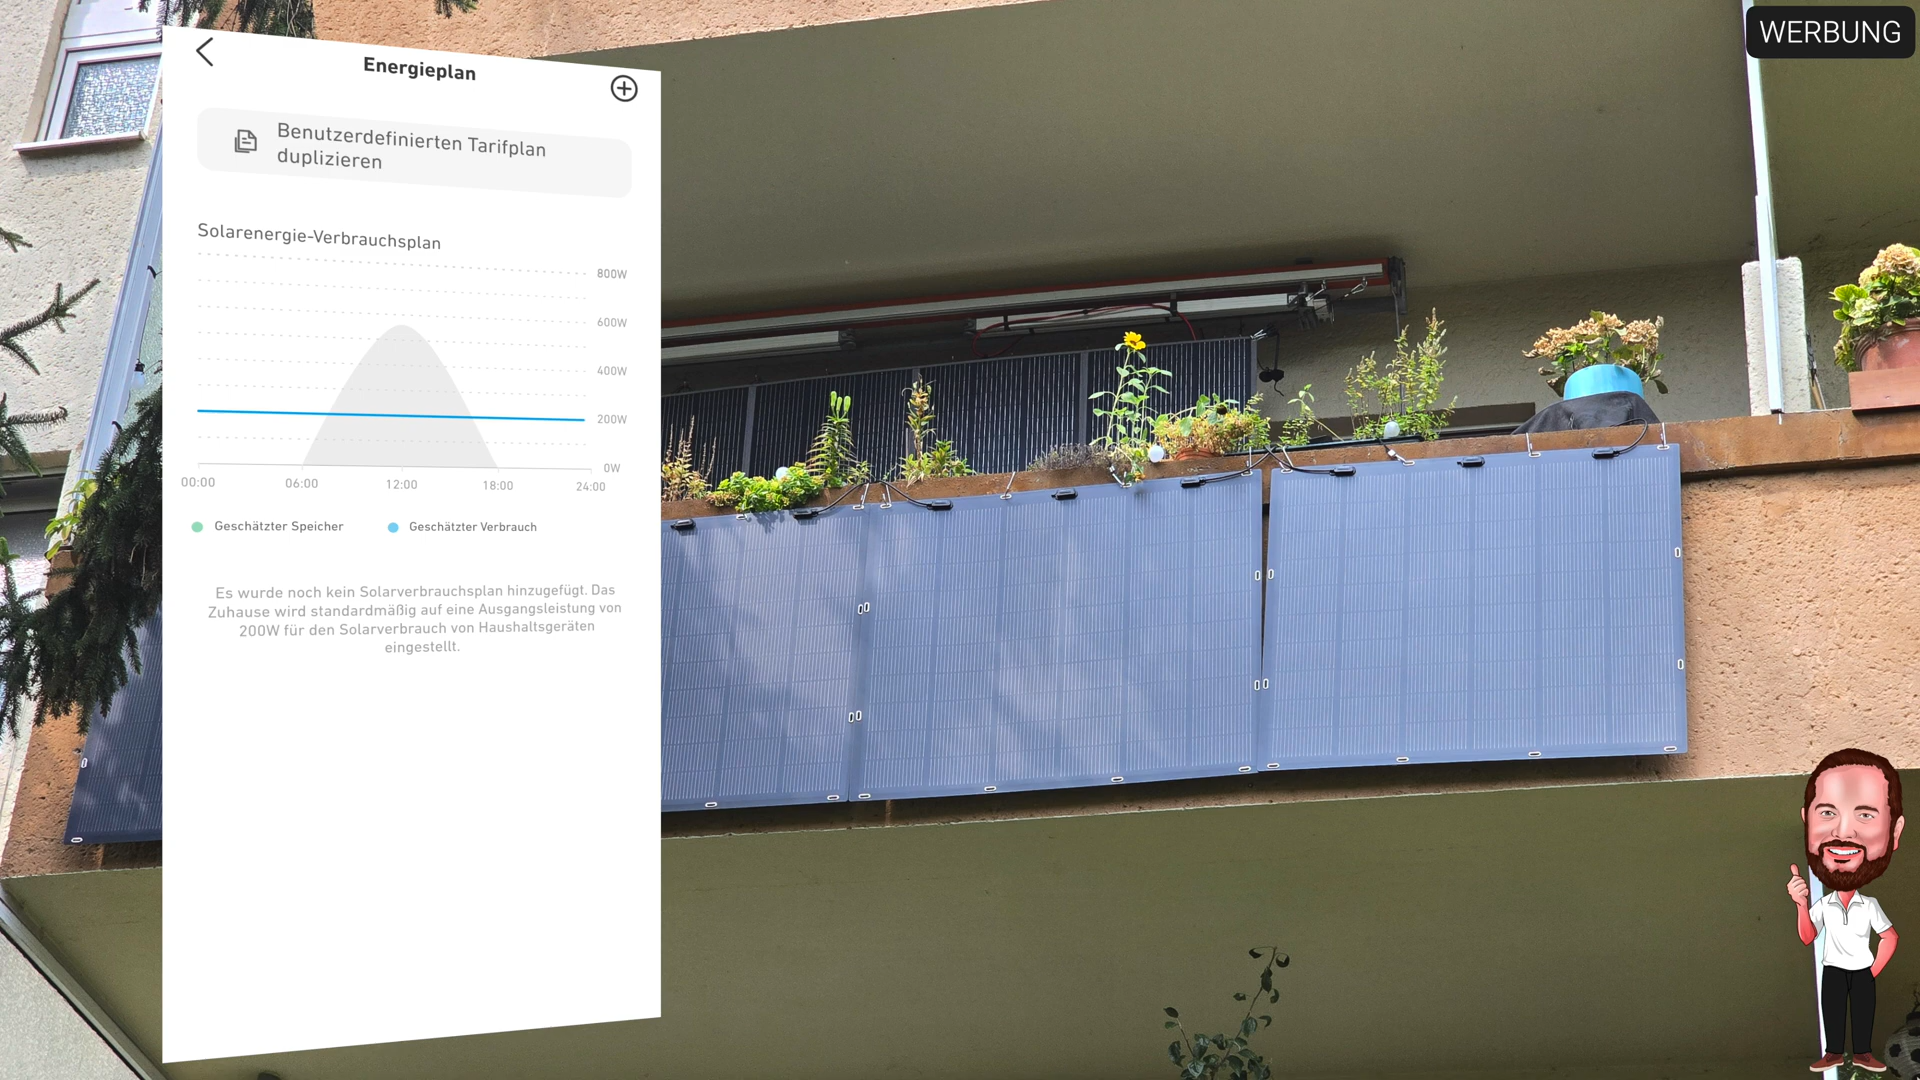 WERBUNG
Energieplan
Benutzerdefinierten Tarifplan
duplizieren
Solarenergie-Verbrauchsplan
800W
600W
400W
200W
0W
00:00 06:00 12:00 18:00 24:00
Geschätzter Speicher Geschätzter Verbrauch
Es wurde noch kein Solarverbrauchsplan hinzugefügt. Das
Zuhause wird standardmäßig auf eine Ausgangsleistung von
200W für den Solarverbrauch von Haushaltsgeräten
eingestellt.